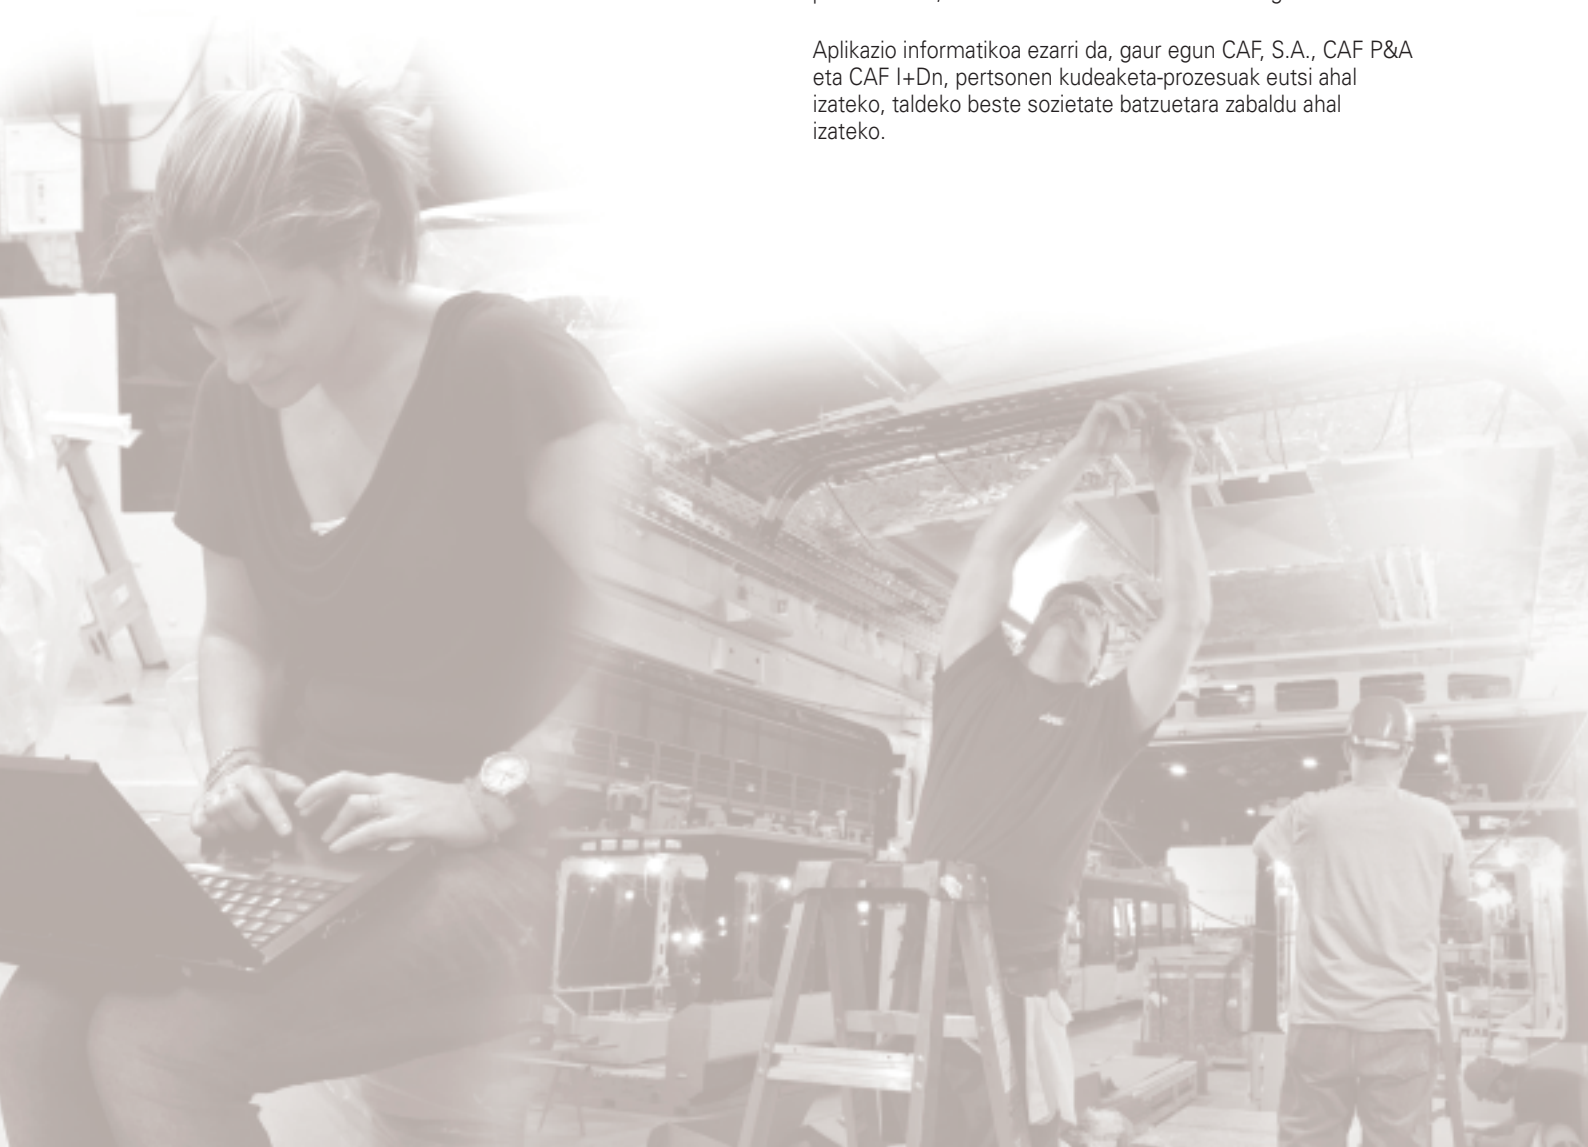 Aplikazio informatikoa ezarri da, gaur egun CAF, S.A., CAF P&A
eta CAF I+Dn, pertsonen kudeaketa-prozesuak eutsi ahal
izateko, taldeko beste sozietate batzuetara zabaldu ahal
izateko.